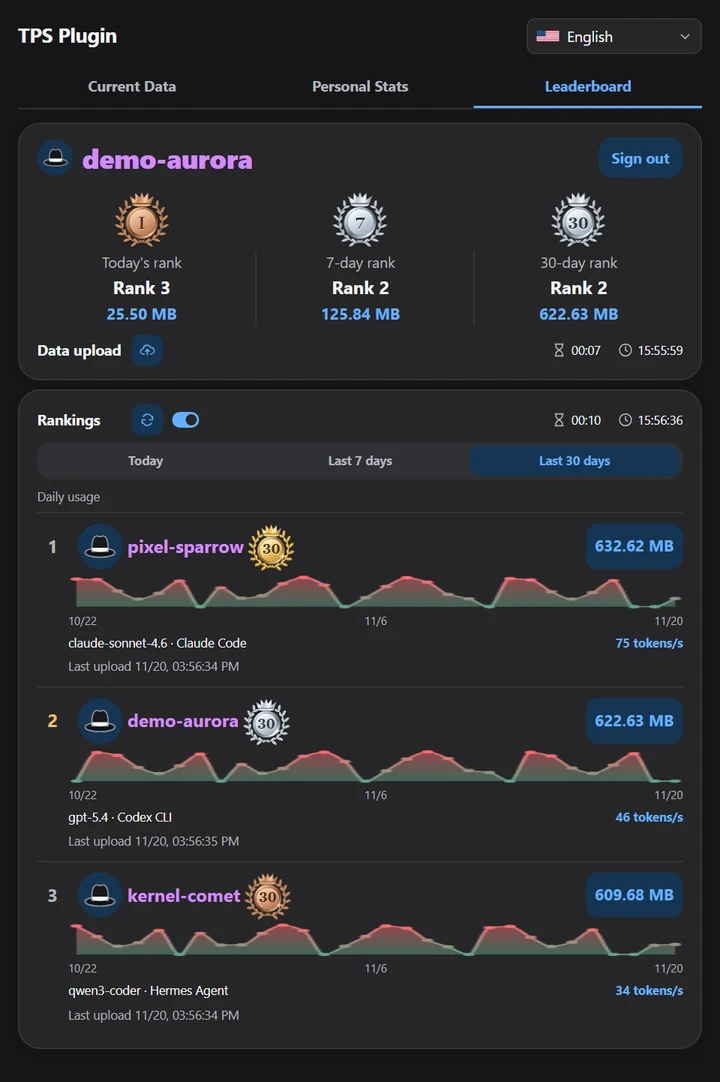 TPS Plugin
English
Current Data Personal Stats Leaderboard
demo-aurora
Sign out
I 7 30
Today's rank 7-day rank 30-day rank
Rank 3 Rank 2 Rank 2
25.50 MB 125.84 MB 622.63 MB
Data upload 00:07 15:55:59
Rankings 00:10 15:56:36
Today Last 7 days Last 30 days
Daily usage
1 pixel-sparrow 30 632.62 MB
10/22 11/6 11/20
claude-sonnet-4.6 · Claude Code 75 tokens/s
Last upload 11/20, 03:56:34 PM
2 demo-aurora 30 622.63 MB
10/22 11/6 11/20
gpt-5.4 · Codex CLI 46 tokens/s
Last upload 11/20, 03:56:35 PM
3 kernel-comet 30 609.68 MB
10/22 11/6 11/20
qwen3-coder · Hermes Agent 34 tokens/s
Last upload 11/20, 03:56:34 PM